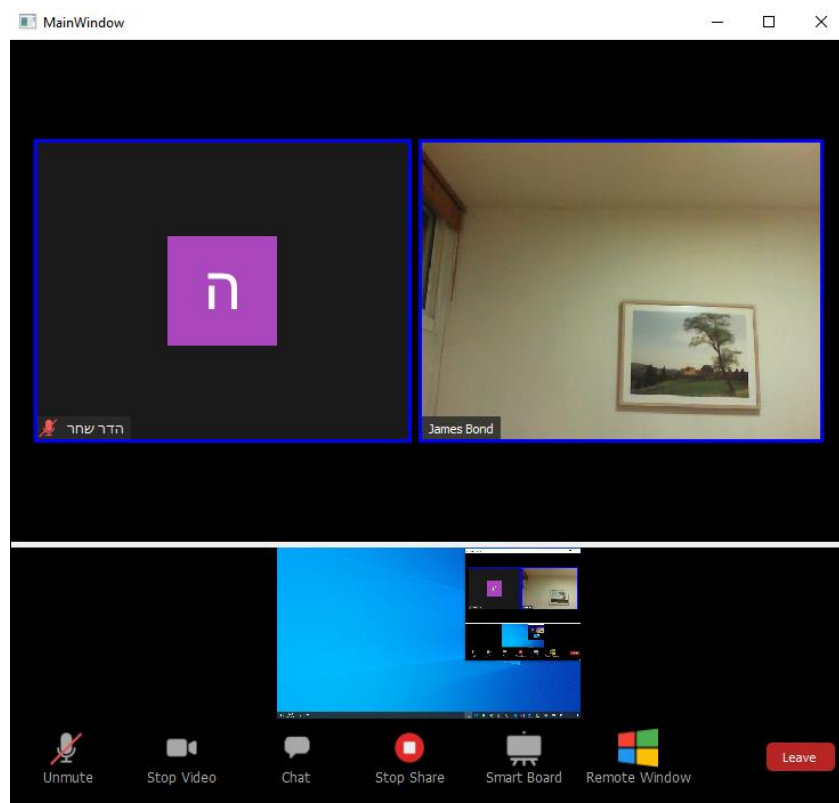 MainWindow
ה
הדר שחר
James Bond
Unmute
Stop Video
Chat
Stop Share
Smart Board
Remote Window
Leave